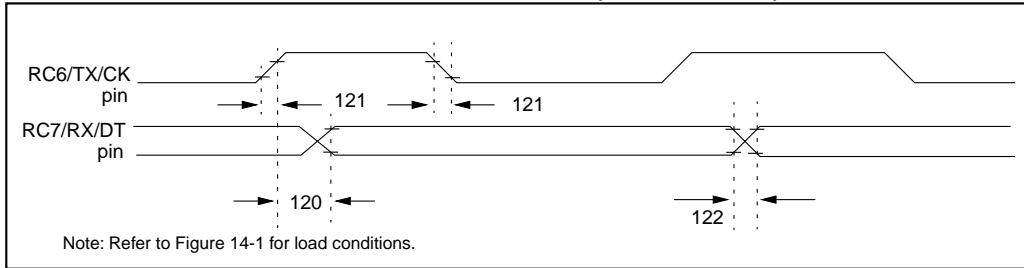 RC6/TX/CK
pin
121
121
RC7/RX/DT
pin
120
122
Note: Refer to Figure 14-1 for load conditions.